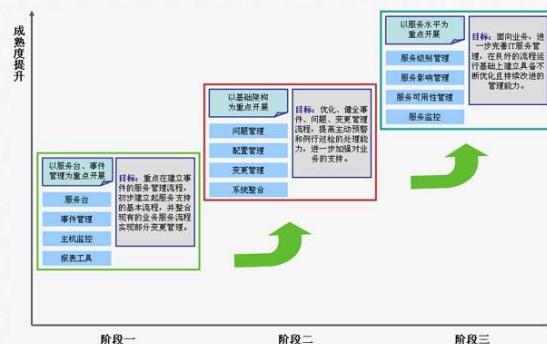 成熟度提升
以服务水平为
重点开展
服务级别管理
服务影响管理
服务可用性管理
服务监控
目标：面向业务，进
一步完善IT服务管
理，在良好的流程运
行基础上建立具备不
断优化且持续改进的
管理能力。
以基础架构
为重点开展
问题管理
配置管理
变更管理
系统整合
目标：优化、健全事
件、问题、变更管理
流程，提高主动预警
和例行巡检的处理能
力，进一步加强对业
务的支持。
以服务台、事件
管理为重点开展
服务台
事件管理
主机监控
报表工具
目标：重点在建立事
件的服务管理流程，
初步建立起服务支持
的基本流程，并整合
现有的业务服务流程
实现部分变更管理。
阶段一
阶段二
阶段三